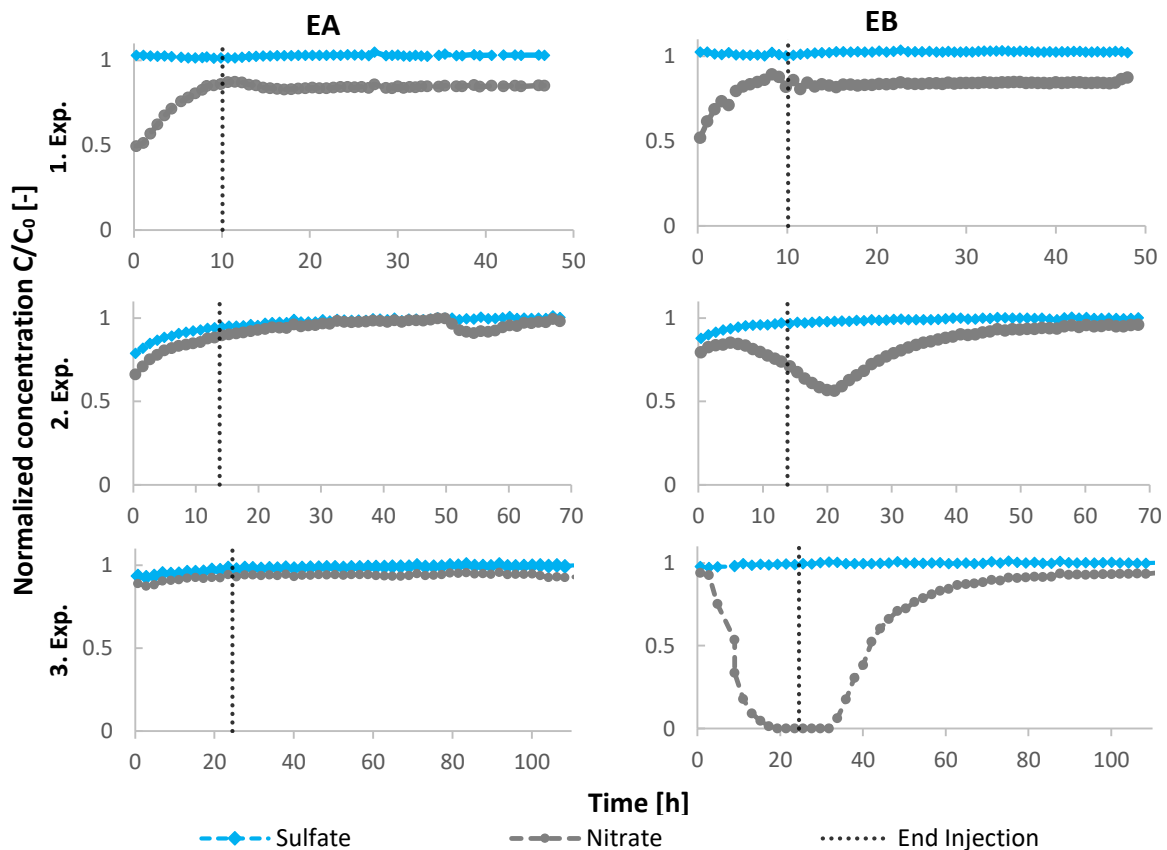 EA
EB
Normalized concentration C/C₀ [-]
1. Exp.
1
0.5
0
0 10 20 30 40 50
1
0.5
0
0 10 20 30 40 50
2. Exp.
1
0.5
0
0 10 20 30 40 50 60 70
1
0.5
0
0 10 20 30 40 50 60 70
3. Exp.
1
0.5
0
0 20 40 60 80 100
1
0.5
0
0 20 40 60 80 100
Time [h]
Sulfate Nitrate End Injection